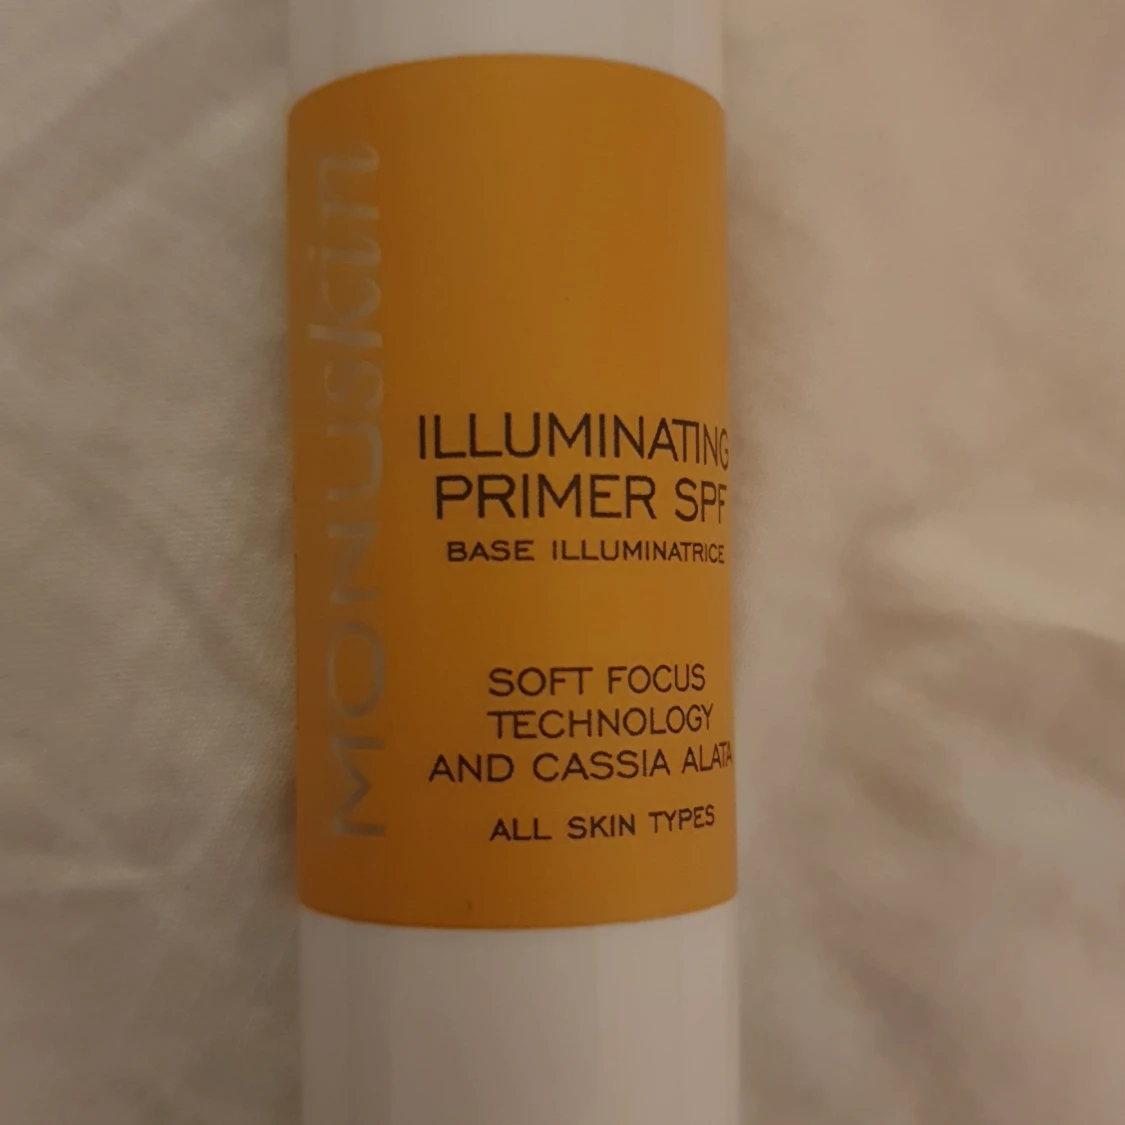 MONUskin
ILLUMINATING
PRIMER SPF
BASE ILLUMINATRICE
SOFT FOCUS
TECHNOLOGY
AND CASSIA ALATA
ALL SKIN TYPES